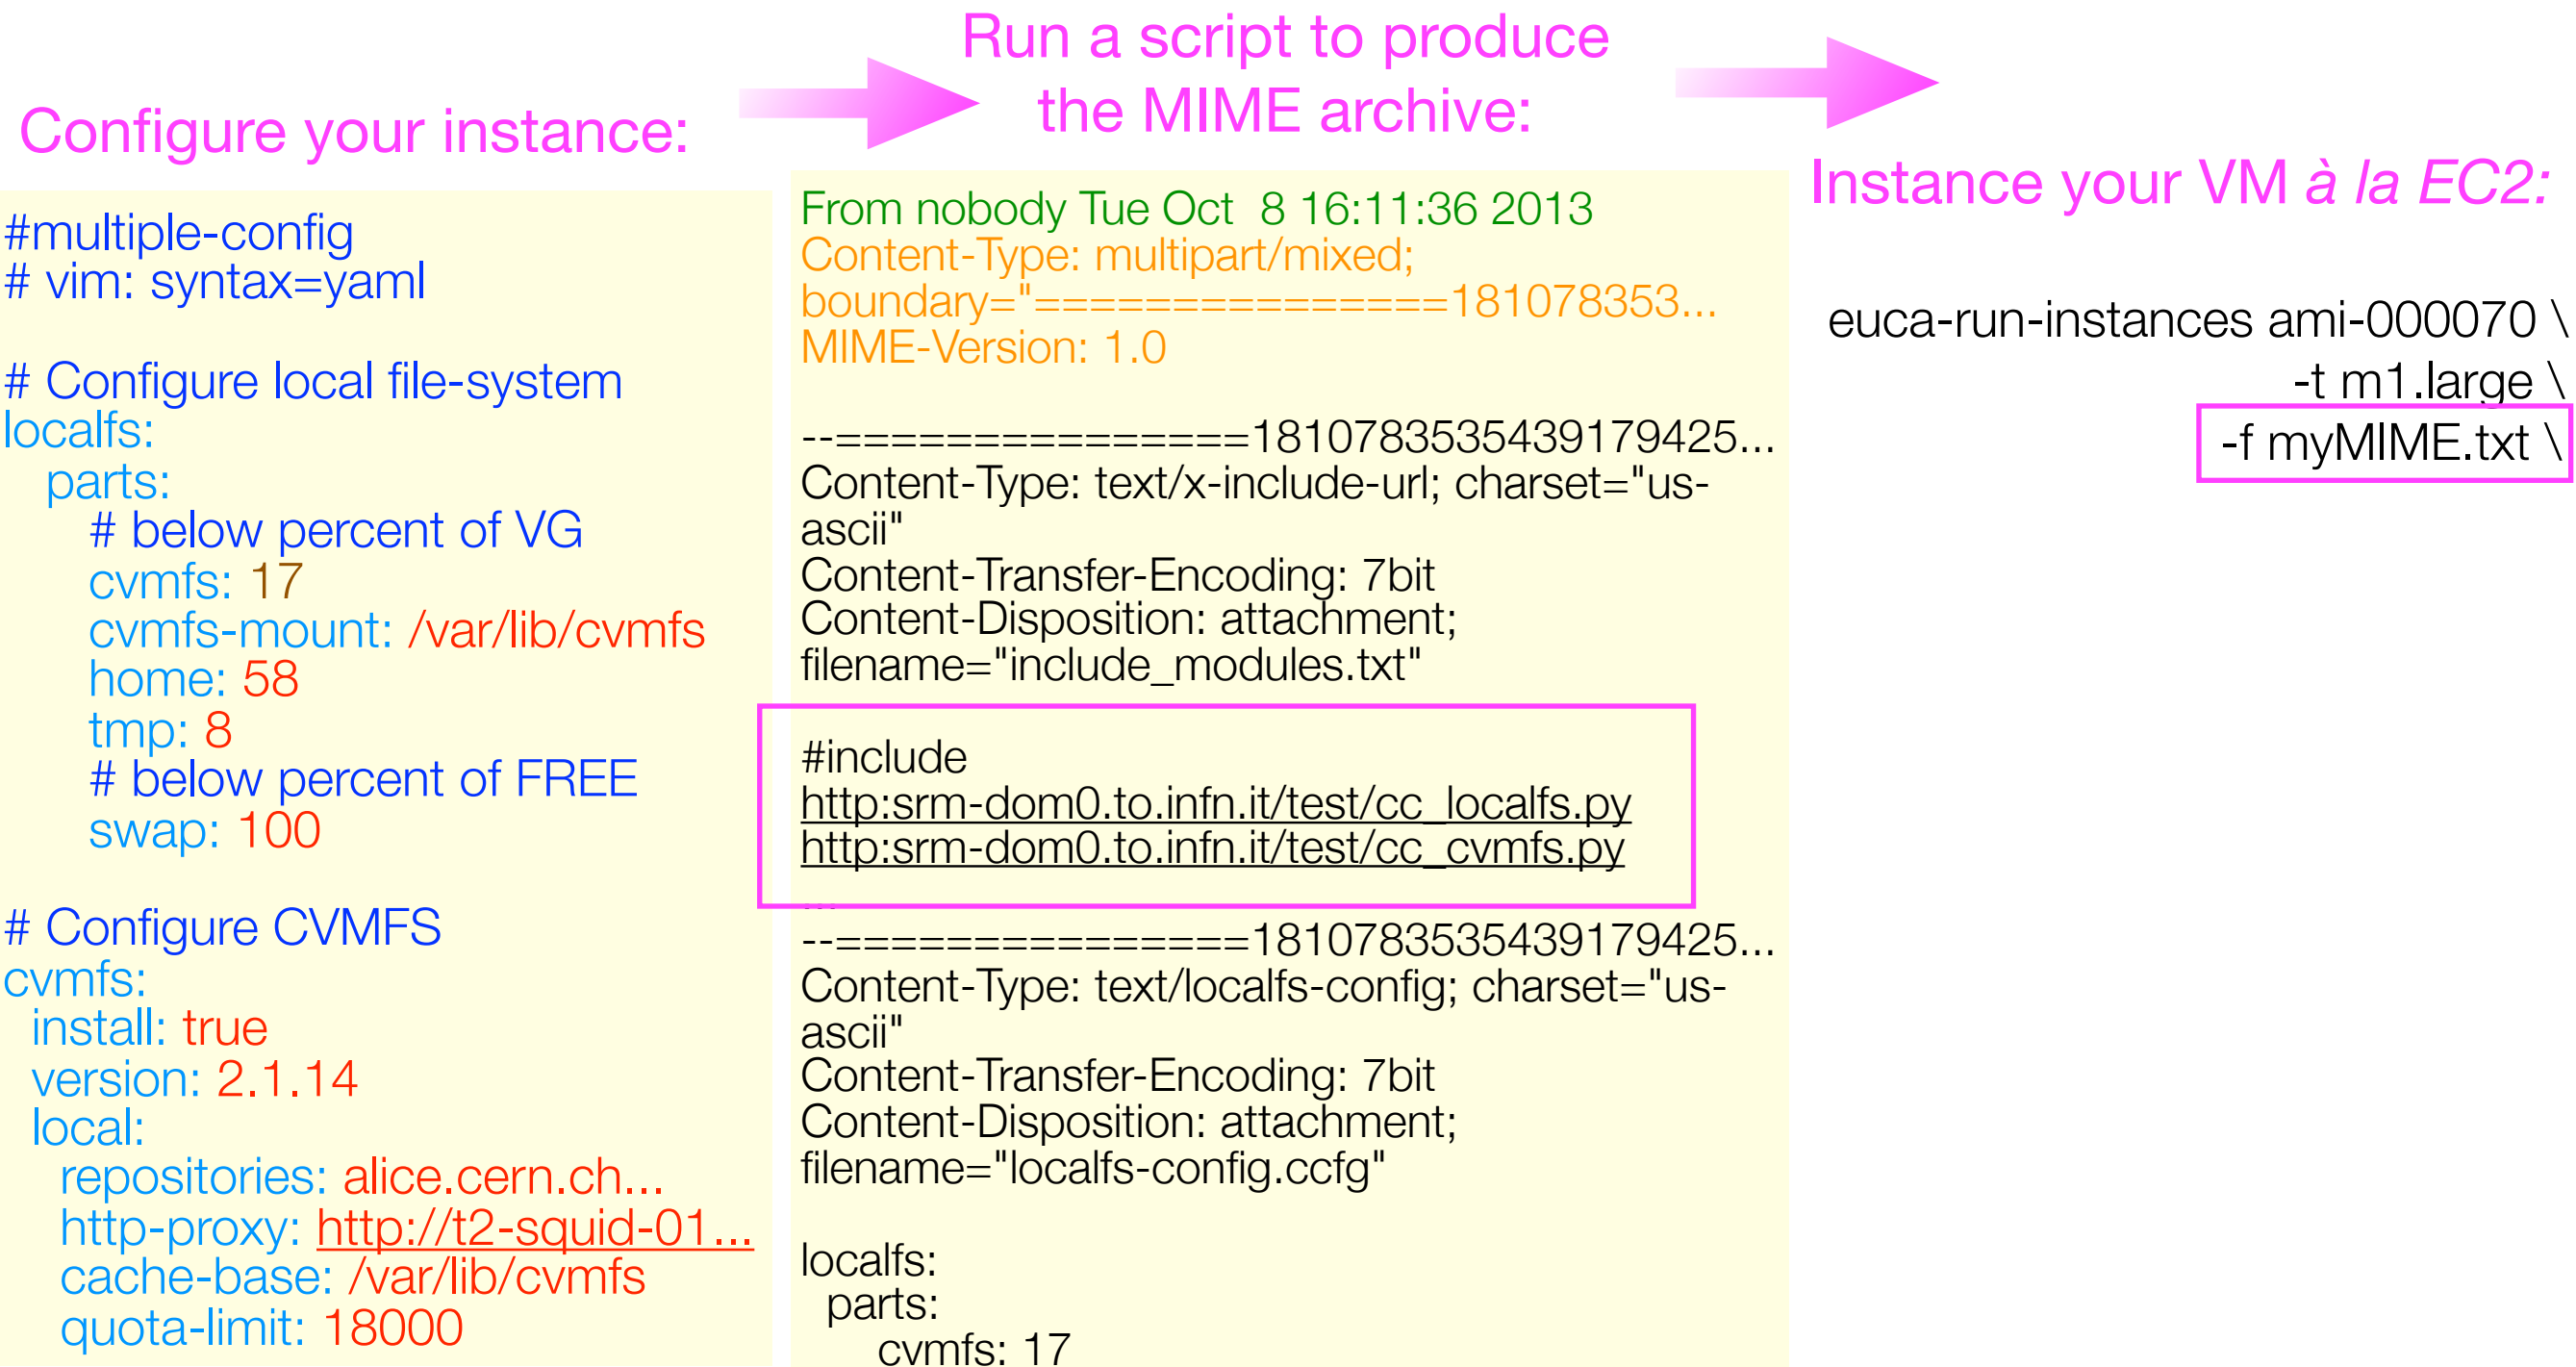 Configure your instance:
#multiple-config
# vim: syntax=yaml
# Configure local file-system
localfs:
parts:
# below percent of VG
cvmfs: 17
cvmfs-mount: /var/lib/cvmfs
home: 58
tmp: 8
# below percent of FREE
swap: 100
# Configure CVMFS
cvmfs:
install: true
version: 2.1.14
local:
repositories: alice.cern.ch...
http-proxy: http://t2-squid-01...
cache-base: /var/lib/cvmfs
quota-limit: 18000
Run a script to produce
the MIME archive:
From nobody Tue Oct  8 16:11:36 2013
Content-Type: multipart/mixed;
boundary="===============181078353...
MIME-Version: 1.0
--===============1810783535439179425...
Content-Type: text/x-include-url; charset="us-
ascii"
Content-Transfer-Encoding: 7bit
Content-Disposition: attachment;
filename="include_modules.txt"
#include
http:srm-dom0.to.infn.it/test/cc_localfs.py
http:srm-dom0.to.infn.it/test/cc_cvmfs.py
...
--===============1810783535439179425...
Content-Type: text/localfs-config; charset="us-
ascii"
Content-Transfer-Encoding: 7bit
Content-Disposition: attachment;
filename="localfs-config.ccfg"
localfs:
parts:
cvmfs: 17
Instance your VM à la EC2:
euca-run-instances ami-000070 \
-t m1.large \
-f myMIME.txt \